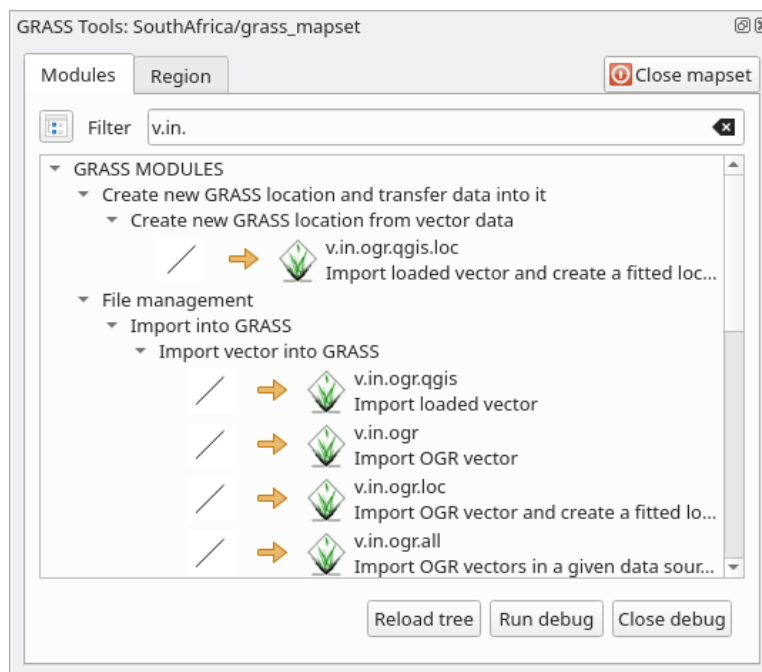 GRASS Tools: SouthAfrica/grass_mapset
Modules
Region
Close mapset
Filter
v.in.
GRASS MODULES
Create new GRASS location and transfer data into it
Create new GRASS location from vector data
v.in.ogr.qgis.loc
Import loaded vector and create a fitted loc...
File management
Import into GRASS
Import vector into GRASS
v.in.ogr.qgis
Import loaded vector
v.in.ogr
Import OGR vector
v.in.ogr.loc
Import OGR vector and create a fitted lo...
v.in.ogr.all
Import OGR vectors in a given data sour...
Reload tree
Run debug
Close debug